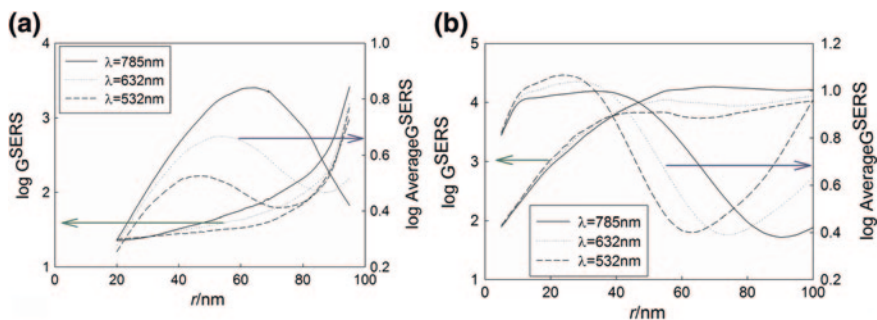 (a)
4
3
2
1
log G^SERS
λ=785nm
λ=632nm
λ=532nm
1.0
0.8
0.6
0.4
0.2
log AverageG^SERS
0 20 40 60 80 100
r/nm
(b)
5
4
3
2
1
log G^SERS
λ=785nm
λ=632nm
λ=532nm
1.2
1.0
0.8
0.6
0.4
0.2
log AverageG^SERS
0 20 40 60 80 100
r/nm